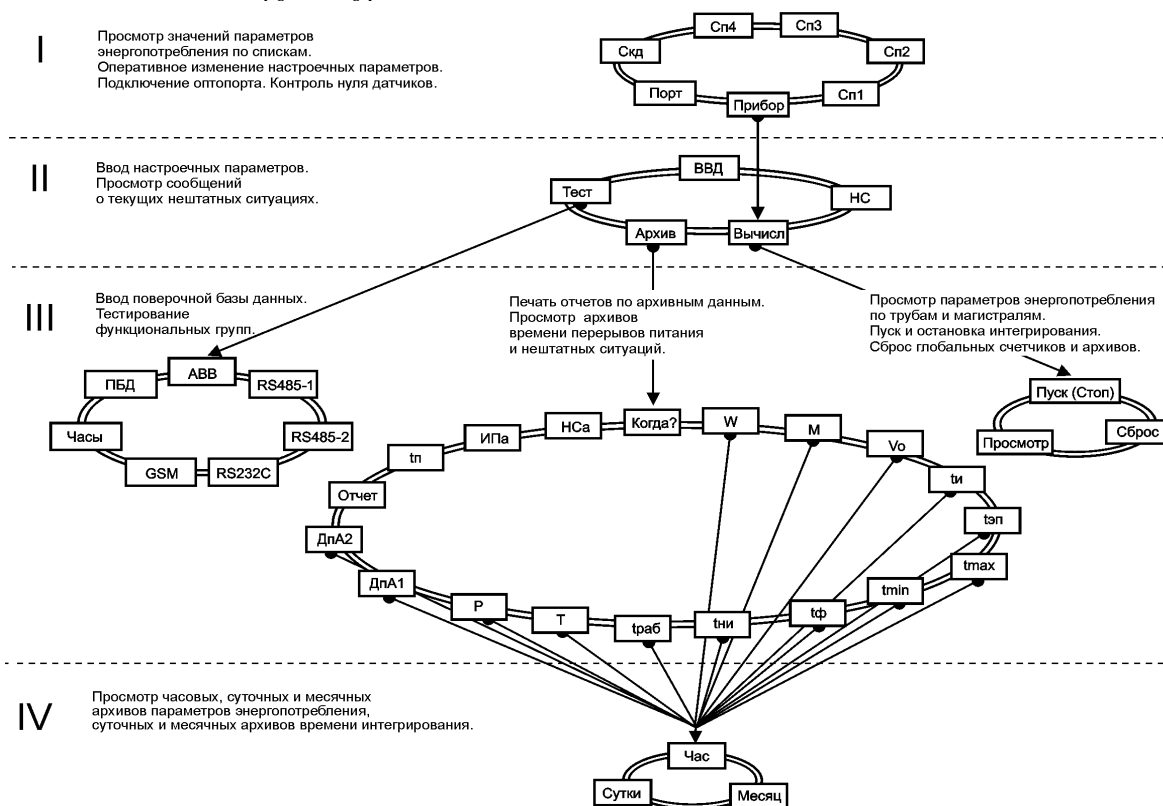 I
Просмотр значений параметров
энергопотребления по спискам.
Оперативное изменение настроечных параметров.
Подключение оптопорта. Контроль нуля датчиков.
Сп4
Сп3
Скд
Сп2
Порт
Прибор
Сп1
II
Ввод настроечных параметров.
Просмотр сообщений
о текущих нештатных ситуациях.
ВВД
Тест
НС
Архив
Вычисл
III
Ввод поверочной базы данных.
Тестирование
функциональных групп.
Печать отчетов по архивным данным.
Просмотр архивов
времени перерывов питания
и нештатных ситуаций.
Просмотр параметров энергопотребления
по трубам и магистралям.
Пуск и остановка интегрирования.
Сброс глобальных счетчиков и архивов.
ПБД
АВВ
RS485-1
Часы
RS485-2
GSM
RS232C
Пуск (Стоп)
Просмотр
Сброс
Когда?
W
М
Vo
tи
tэп
tmax
tmin
tф
tни
tраб
Т
Р
ДпА1
ДпА2
Отчет
tп
ИПа
НСа
IV
Просмотр часовых, суточных и месячных
архивов параметров энергопотребления,
суточных и месячных архивов времени интегрирования.
Час
Сутки
Месяц